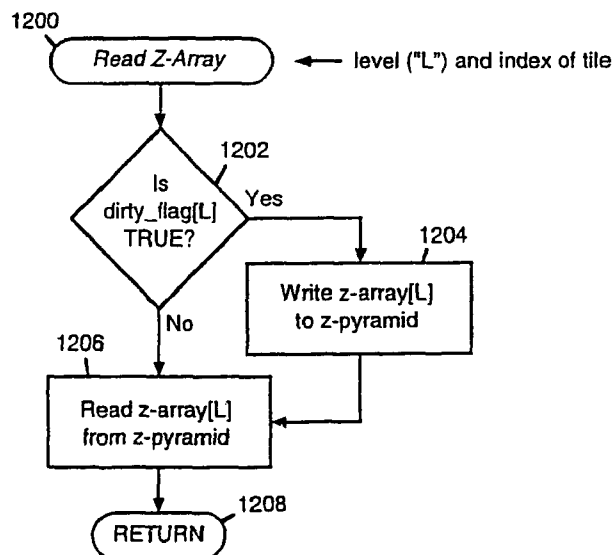 1200
Read Z-Array
level ("L") and index of tile
1202
Is
dirty_flag[L]
TRUE?
Yes
No
1204
Write z-array[L]
to z-pyramid
1206
Read z-array[L]
from z-pyramid
1208
RETURN